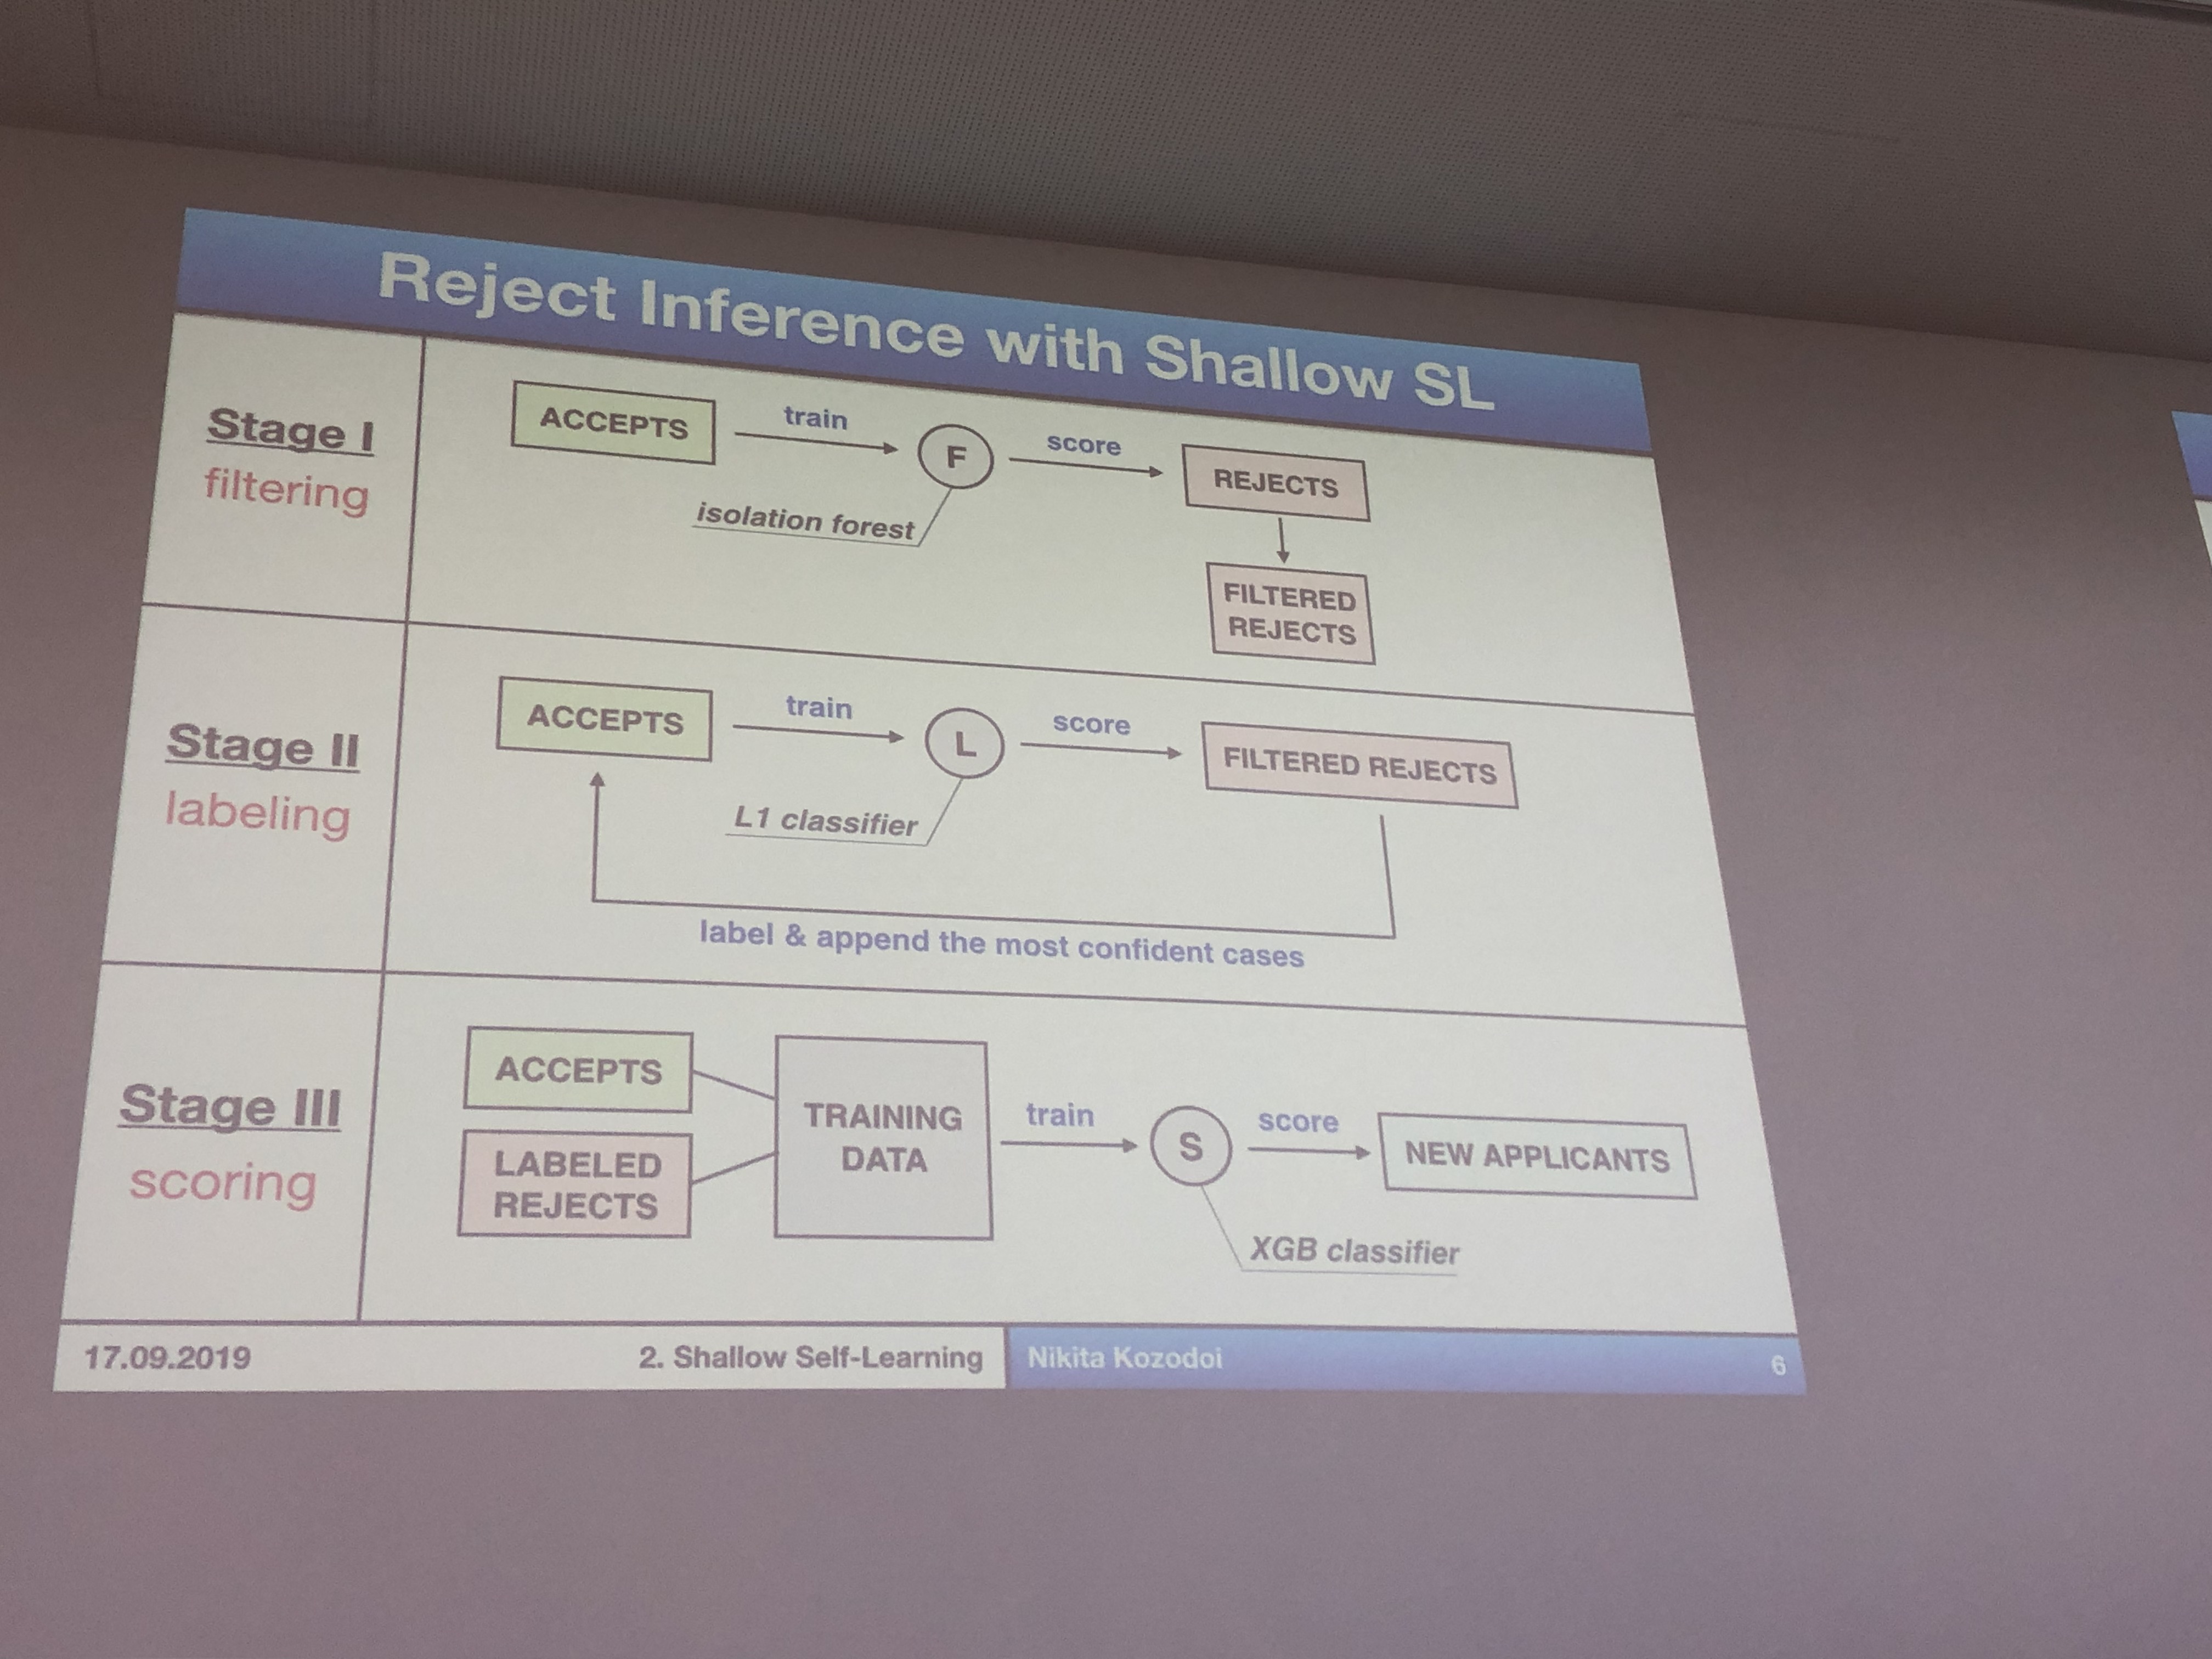 Reject Inference with Shallow SL
Stage I
filtering
ACCEPTS
train
F
score
REJECTS
isolation forest
FILTERED
REJECTS
Stage II
labeling
ACCEPTS
train
L
score
FILTERED REJECTS
L1 classifier
label & append the most confident cases
Stage III
scoring
ACCEPTS
LABELED
REJECTS
TRAINING
DATA
train
S
score
NEW APPLICANTS
XGB classifier
17.09.2019
2. Shallow Self-Learning
Nikita Kozodoi
6